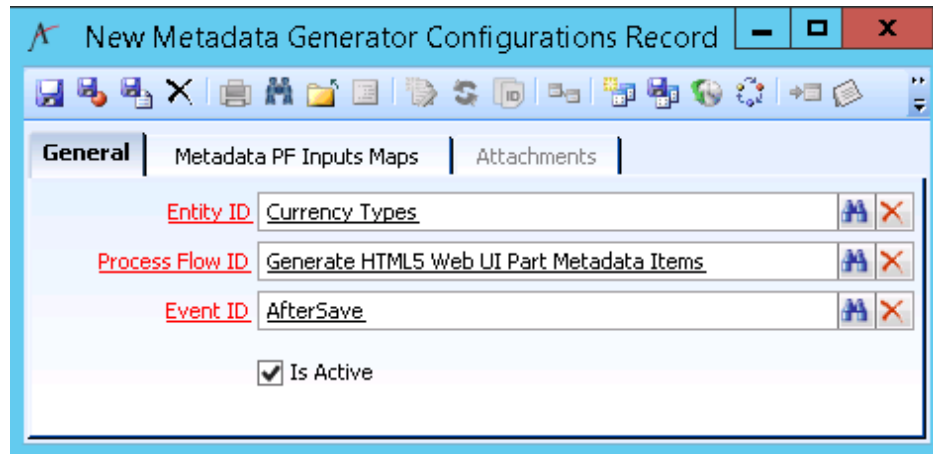 New Metadata Generator Configurations Record
General Metadata PF Inputs Maps Attachments
Entity ID Currency Types
Process Flow ID Generate HTML5 Web UI Part Metadata Items
Event ID AfterSave
Is Active